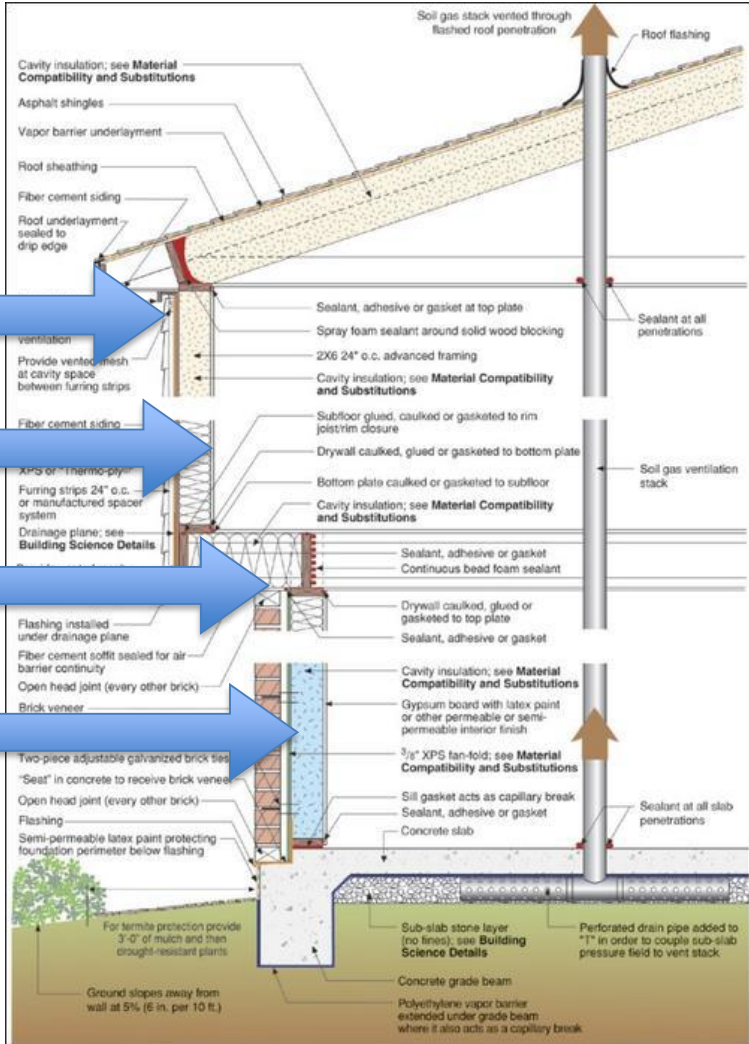 Soil gas stack vented through
flashed roof penetration
Roof flashing
Cavity insulation; see Material
Compatibility and Substitutions
Asphalt shingles
Vapor barrier underlayment
Roof sheathing
Fiber cement siding
Roof underlayment
sealed to
drip edge
ventilation
Provide vented mesh
at cavity space
between furring strips
Sealant, adhesive or gasket at top plate
Spray foam sealant around solid wood blocking
2X6 24" o.c. advanced framing
Cavity insulation; see Material Compatibility
and Substitutions
Sealant at all
penetrations
Fiber cement siding
XPS or "Thermo-ply"
Furring strips 24" o.c.
or manufactured spacer
system
Drainage plane; see
Building Science Details
Subfloor glued, caulked or gasketed to rim
joist/rim closure
Drywall caulked, glued or gasketed to bottom plate
Bottom plate caulked or gasketed to subfloor
Cavity insulation; see Material Compatibility
and Substitutions
Soil gas ventilation
stack
Sealant, adhesive or gasket
Continuous bead foam sealant
Drywall caulked, glued or
gasketed to top plate
Sealant, adhesive or gasket
Flashing installed
under drainage plane
Fiber cement soffit sealed for air
barrier continuity
Open head joint (every other brick)
Brick veneer
Two-piece adjustable galvanized brick ties
"Seat" in concrete to receive brick veneer
Open head joint (every other brick)
Flashing
Semi-permeable latex paint protecting
foundation perimeter below flashing
Cavity insulation; see Material
Compatibility and Substitutions
Gypsum board with latex paint
or other permeable or semi-
permeable interior finish
3/8" XPS fan-fold; see Material
Compatibility and Substitutions
Sill gasket acts as capillary break
Sealant, adhesive or gasket
Concrete slab
Sealant at all slab
penetrations
For termite protection provide
3'-0" of mulch and then
drought-resistant plants
Ground slopes away from
wall at 5% (6 in. per 10 ft.)
Sub-slab stone layer
(no fines); see Building
Science Details
Concrete grade beam
Polyethylene vapor barrier
extended under grade beam
where it also acts as a capillary break
Perforated drain pipe added to
"T" in order to couple sub-slab
pressure field to vent stack